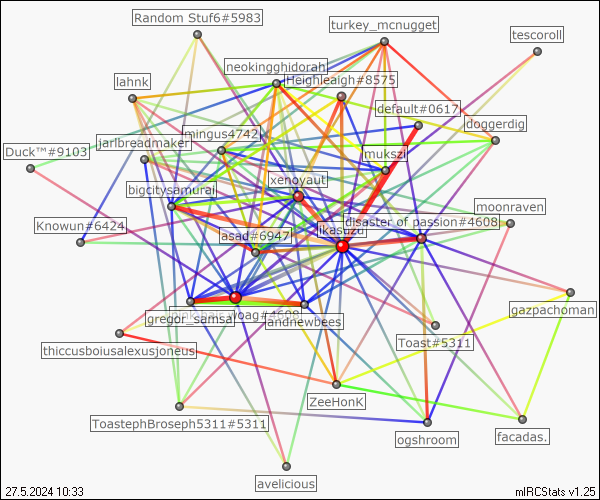 Random Stuf6#5983
turkey_mcnugget
tescoroll
neokingghidorah
Heighleaigh#8575
lahnk
default#0617
doggerdig
mingus4742
jarlbreadmaker
Duck™#9103
mukszi
xenoyaut
bigcitysamurai
moonraven
disaster of passion#4608
Knowun#6424
asad#6947
ikasuzu
gazpachoman
gregor_samsa
andnewbees
Toast#5311
thiccusboiusalexusjoneus
ZeeHonK
ToastephBroseph5311#5311
ogshroom
facadas.
avelicious
27.5.2024 10:33
mIRCStats v1.25